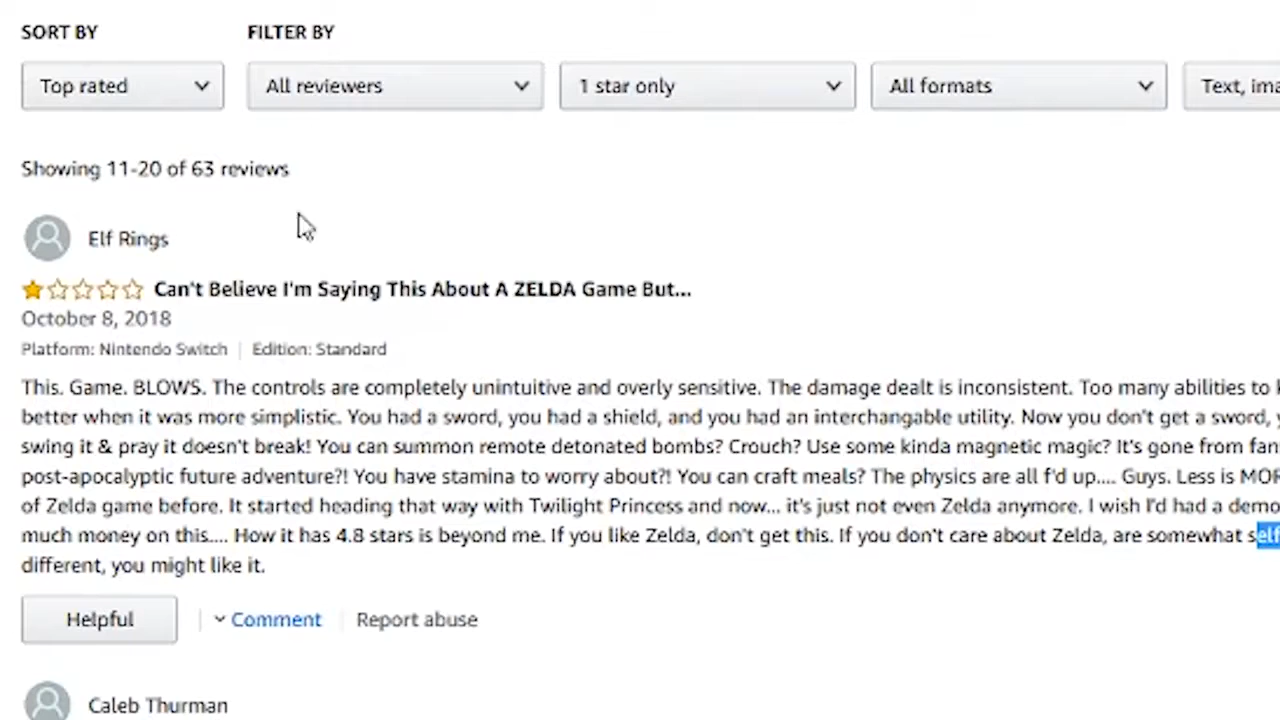 SORT BY FILTER BY
Top rated All reviewers 1 star only All formats Text,
Showing 11-20 of 63 reviews
Elf Rings
Can't Believe I'm Saying This About A ZELDA Game But...
October 8, 2018
Platform: Nintendo Switch | Edition: Standard
This. Game. BLOWS. The controls are completely unintuitive and overly sensitive. The damage dealt is inconsistent. Too many abilities to
better when it was more simplistic. You had a sword, you had a shield, and you had an interchangable utility. Now you don't get a sword,
swing it & pray it doesn't break! You can summon remote detonated bombs? Crouch? Use some kinda magnetic magic? It's gone from fan
post-apocalyptic future adventure?! You have stamina to worry about?! You can craft meals? The physics are all f'd up.... Guys. Less is MOR
of Zelda game before. It started heading that way with Twilight Princess and now... it's just not even Zelda anymore. I wish I'd had a demo
much money on this.... How it has 4.8 stars is beyond me. If you like Zelda, don't get this. If you don't care about Zelda, are somewhat self
different, you might like it.
Helpful | Comment | Report abuse
Caleb Thurman